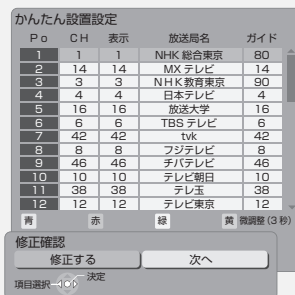 かんたん設置設定
Ｐｏ ＣＨ 表示 放送局名 ガイド
1 1 1 NHK 総合東京 80
2 14 14 MX テレビ 14
3 3 3 NHK教育東京 90
4 4 4 日本テレビ 4
5 16 16 放送大学 16
6 6 6 TBS テレビ 6
7 42 42 tvk 42
8 8 8 フジテレビ 8
9 46 46 チバテレビ 46
10 10 10 テレビ朝日 10
11 38 38 テレ玉 38
12 12 12 テレビ東京 12
青 赤 緑 黄 微調整(3 秒)
修正確認
修正する 次へ
項目選択 決定